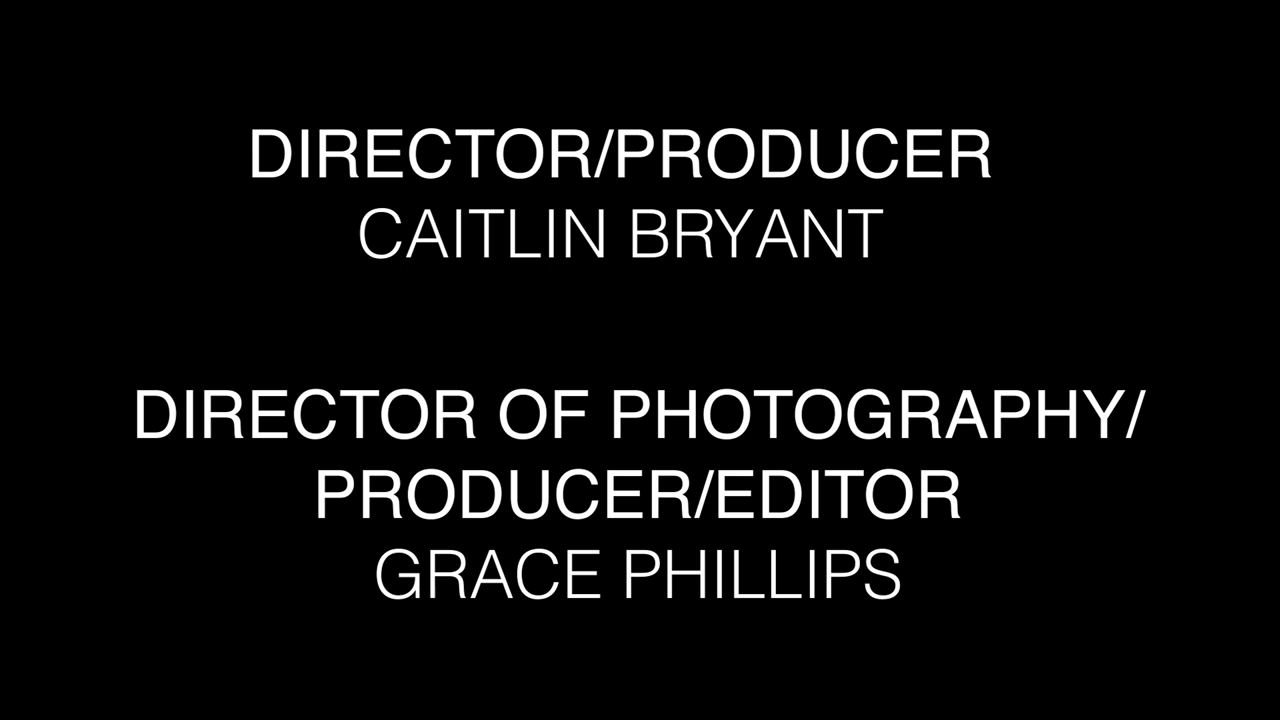 DIRECTOR/PRODUCER
CAITLIN BRYANT
DIRECTOR OF PHOTOGRAPHY/
PRODUCER/EDITOR
GRACE PHILLIPS